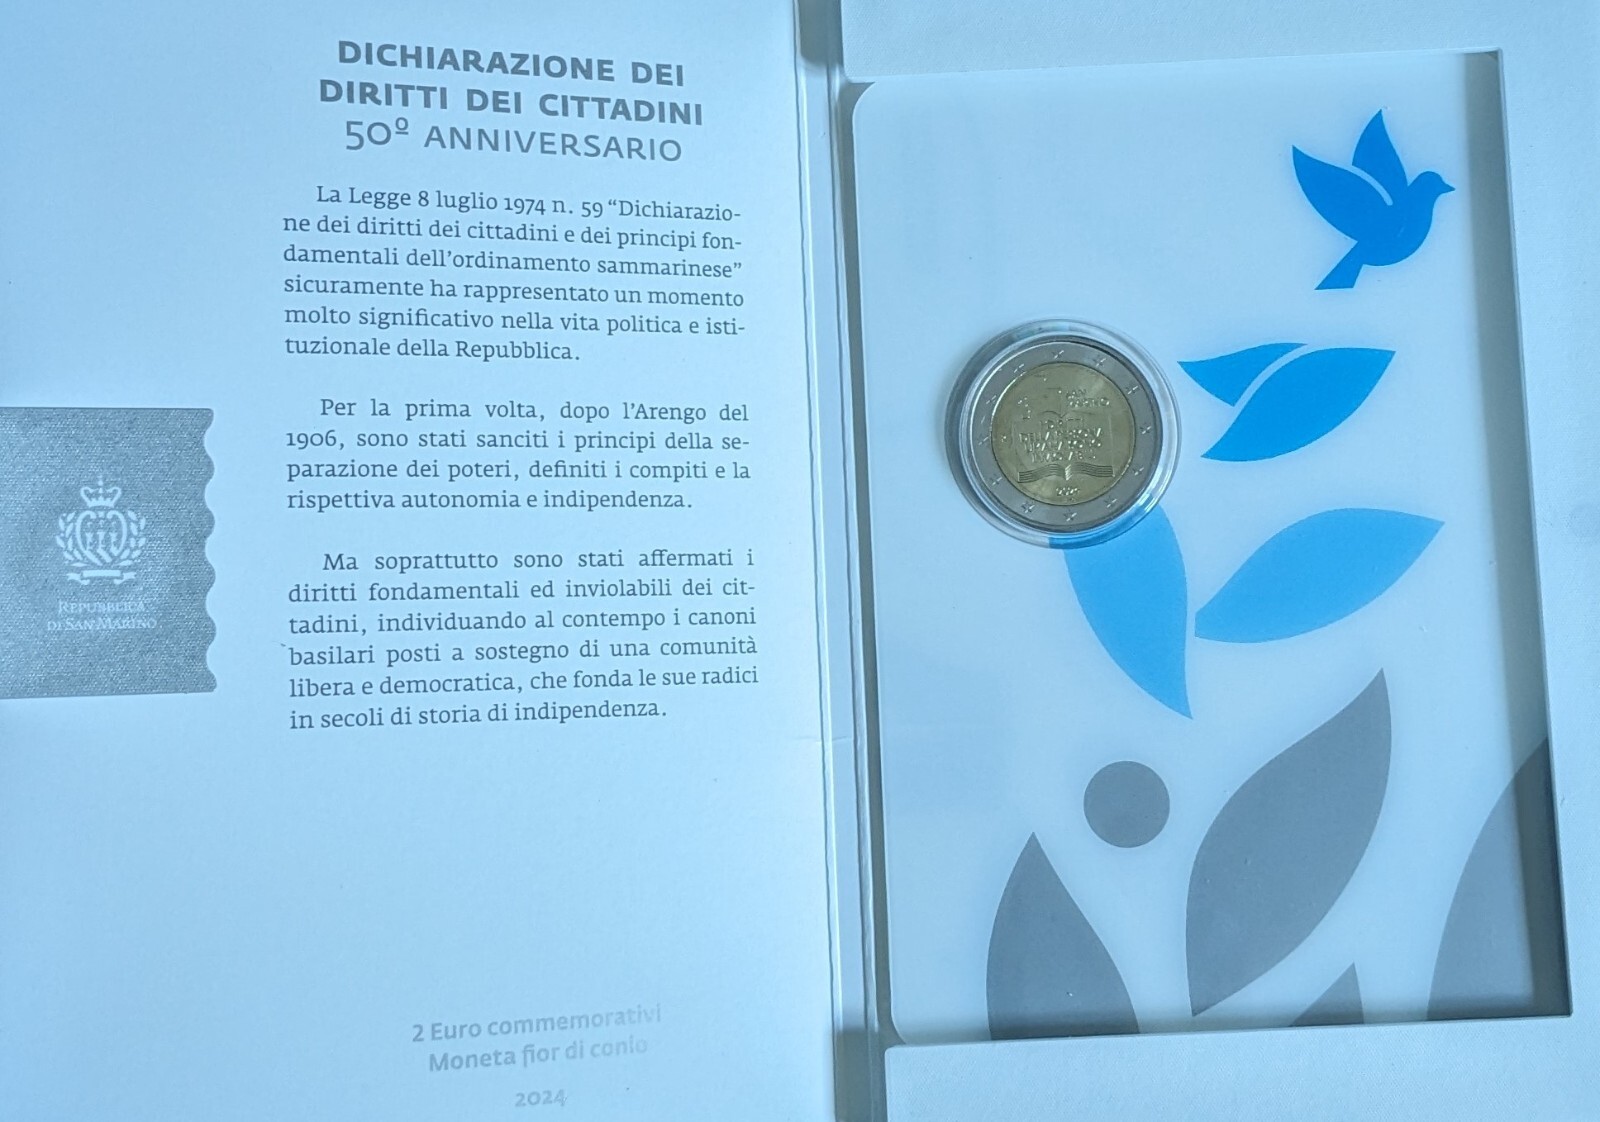 DICHIARAZIONE DEI
DIRITTI DEI CITTADINI
50º ANNIVERSARIO
La Legge 8 luglio 1974 n. 59 “Dichiarazio-
ne dei diritti dei cittadini e dei principi fon-
damentali dell’ordinamento sammarinese”
sicuramente ha rappresentato un momento
molto significativo nella vita politica e isti-
tuzionale della Repubblica.
Per la prima volta, dopo l’Arengo del
1906, sono stati sanciti i principi della se-
parazione dei poteri, definiti i compiti e la
rispettiva autonomia e indipendenza.
Ma soprattutto sono stati affermati i
diritti fondamentali ed inviolabili dei cit-
tadini, individuando al contempo i canoni
basilari posti a sostegno di una comunità
libera e democratica, che fonda le sue radici
in secoli di storia di indipendenza.
REPUBBLICA
DI SAN MARINO
2 Euro commemorativi
Moneta fior di conio
2024
SAN
MARINO
2024